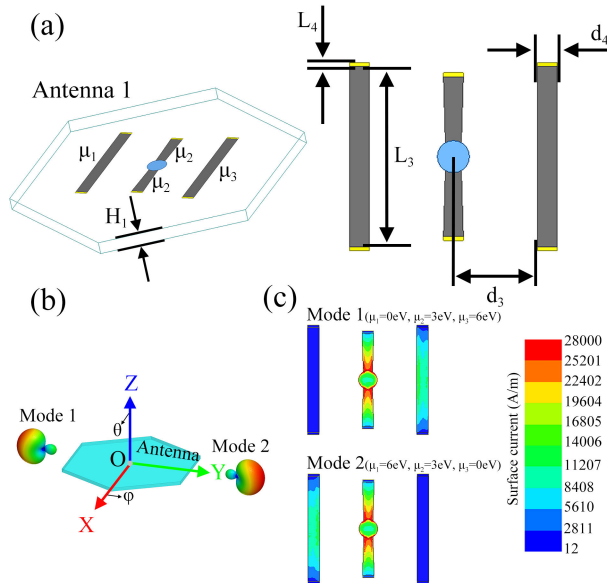 (a)
Antenna 1
μ1
μ2
μ2
μ3
H1
L4
L3
d4
d3
(b)
Mode 1
Z
θ
O
Antenna
Mode 2
Y
X
φ
(c)
Mode 1(μ1=0eV, μ2=3eV, μ3=6eV)
Mode 2(μ1=6eV, μ2=3eV, μ3=0eV)
Surface current (A/m)
28000
25201
22402
19604
16805
14006
11207
8408
5610
2811
12